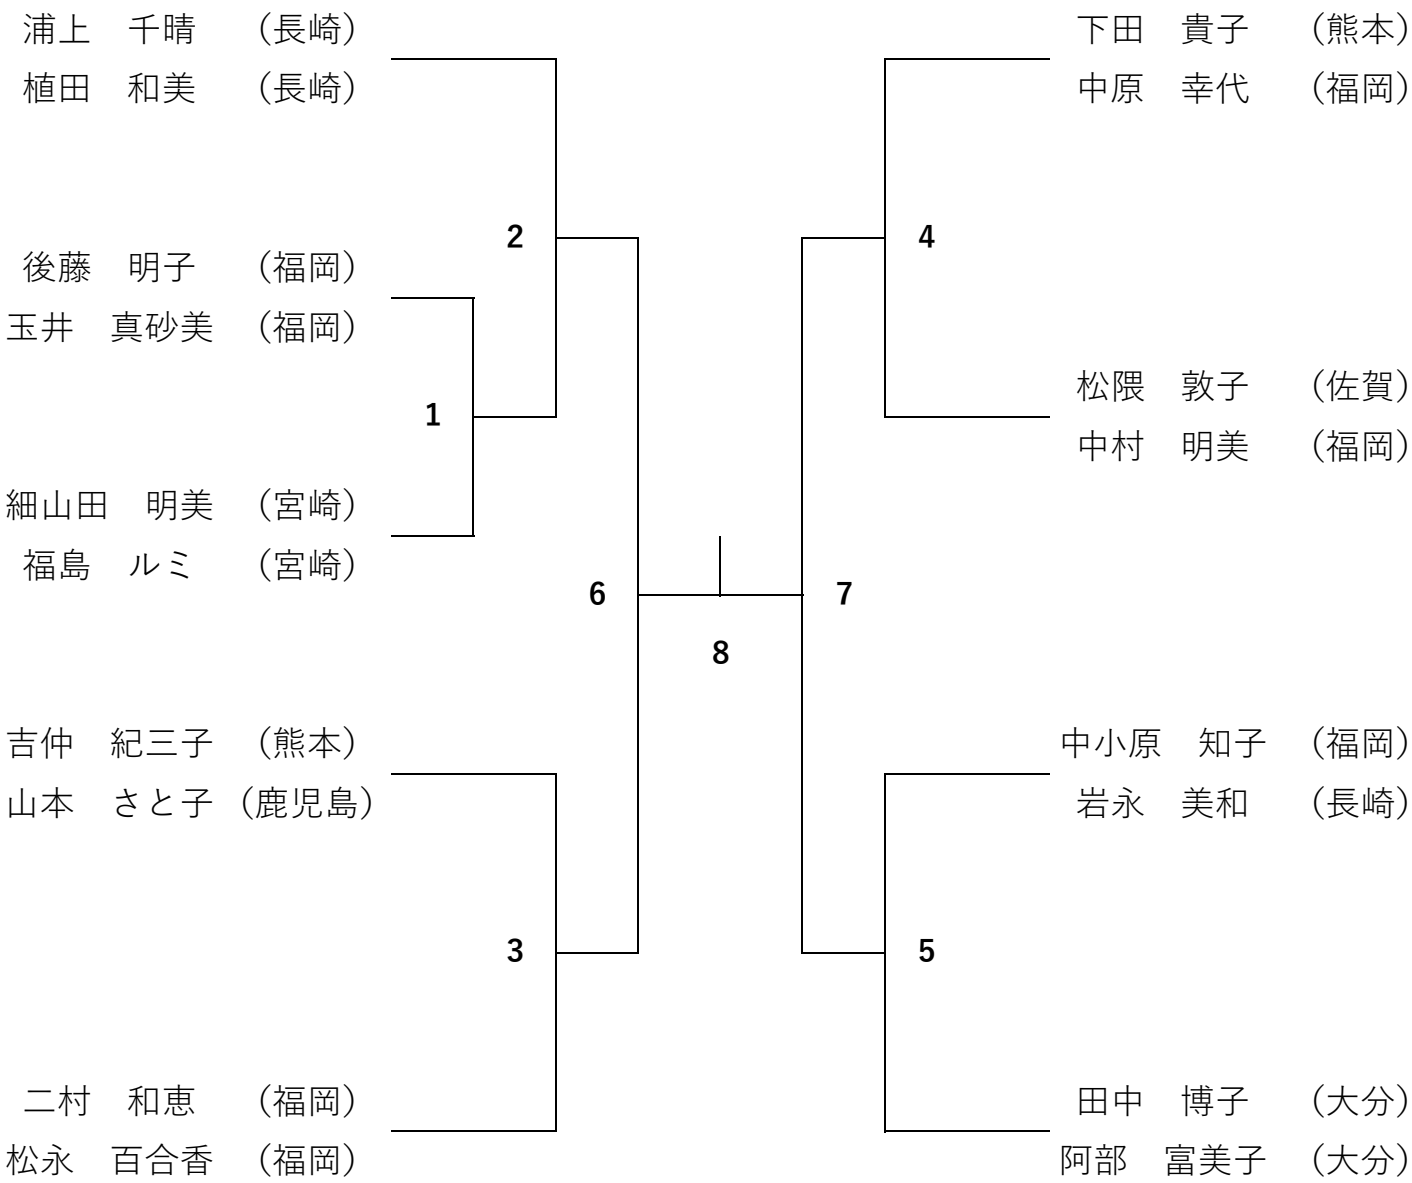 浦上　千晴　（長崎）
植田　和美　（長崎）
2
後藤　明子　（福岡）
玉井　真砂美　（福岡）
1
細山田　明美　（宮崎）
福島　ルミ　（宮崎）
6
吉仲　紀三子　（熊本）
山本　さと子　（鹿児島）
3
二村　和恵　（福岡）
松永　百合香　（福岡）
8
下田　貴子　（熊本）
中原　幸代　（福岡）
4
松隈　敦子　（佐賀）
中村　明美　（福岡）
7
中小原　知子　（福岡）
岩永　美和　（長崎）
5
田中　博子　（大分）
阿部　富美子　（大分）